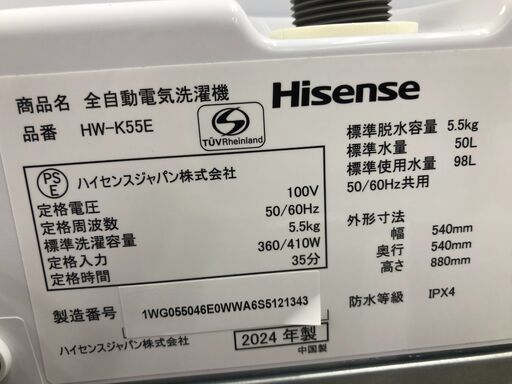 商品名 全自動電気洗濯機
品番 HW-K55E
S
TÜVRheinland
Hisense
PS
E
ハイセンスジャパン株式会社
定格電圧 100V
定格周波数 50/60Hz
標準洗濯容量 5.5kg
定格入力 360/410W
定格時間 35分
標準脱水容量 5.5kg
標準水量 50L
標準使用水量 98L
50/60Hz共用
外形寸法
幅 540mm
奥行 540mm
高さ 880mm
防水等級 IPX4
製造番号 1WG055046E0WWA6S5121343
ハイセンスジャパン株式会社
2024 年製
中国製